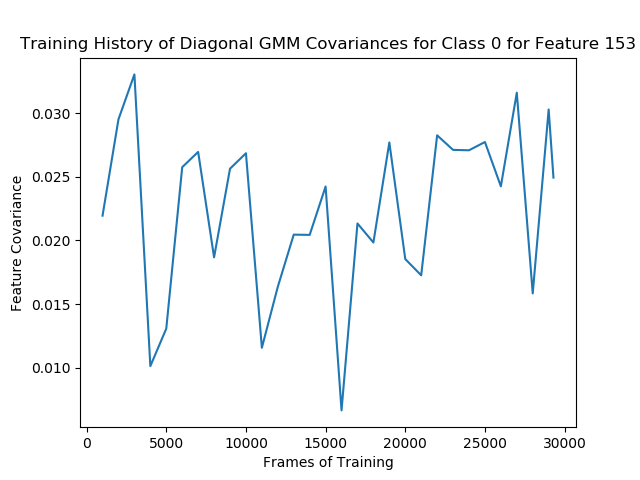 Training History of Diagonal GMM Covariances for Class 0 for Feature 153
0.030
0.025
0.020
0.015
0.010
Feature Covariance
0 5000 10000 15000 20000 25000 30000
Frames of Training